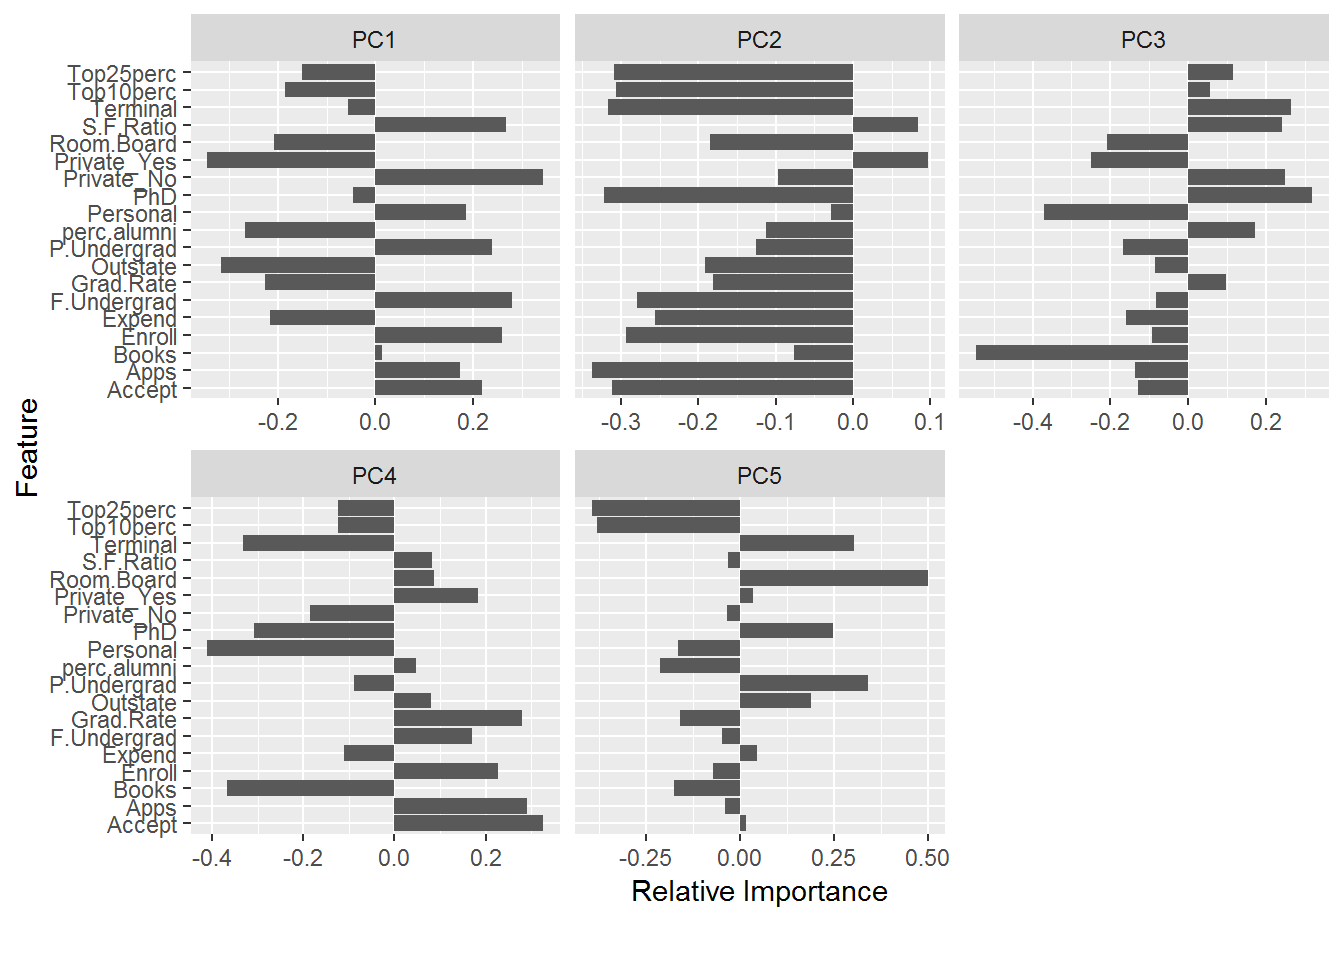 PC1 PC2 PC3
Top25perc
Top10perc
Terminal
S.F.Ratio
Room.Board
Private_Yes
Private_No
PhD
Personal
perc.alumni
P.Undergrad
Outstate
Grad.Rate
F.Undergrad
Expend
Enroll
Books
Apps
Accept
-0.2 0.0 0.2 -0.3 -0.2 -0.1 0.0 0.1 -0.4 -0.2 0.0 0.2
Feature
PC4 PC5
Top25perc
Top10perc
Terminal
S.F.Ratio
Room.Board
Private_Yes
Private_No
PhD
Personal
perc.alumni
P.Undergrad
Outstate
Grad.Rate
F.Undergrad
Expend
Enroll
Books
Apps
Accept
-0.4 -0.2 0.0 0.2 -0.25 0.00 0.25 0.50
Relative Importance